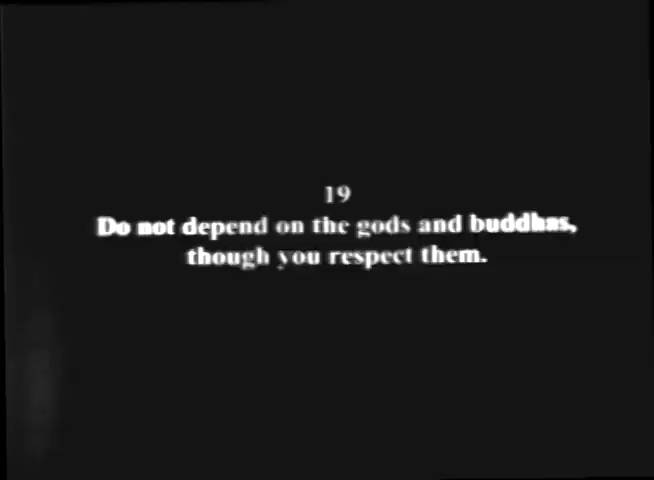 19
Do not depend on the gods and buddhas,
though you respect them.